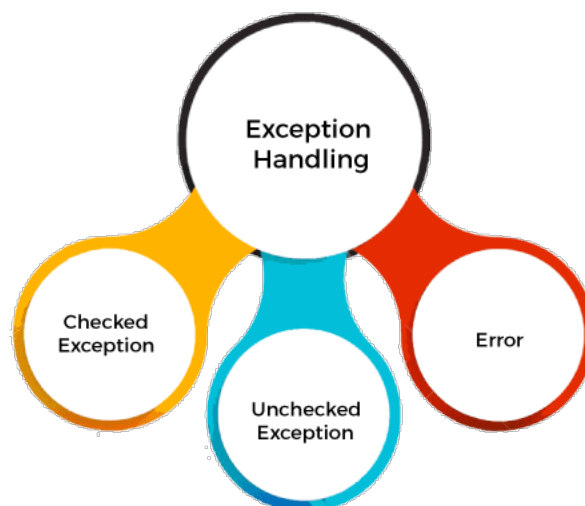 Exception
Handling
Checked
Exception
Unchecked
Exception
Error